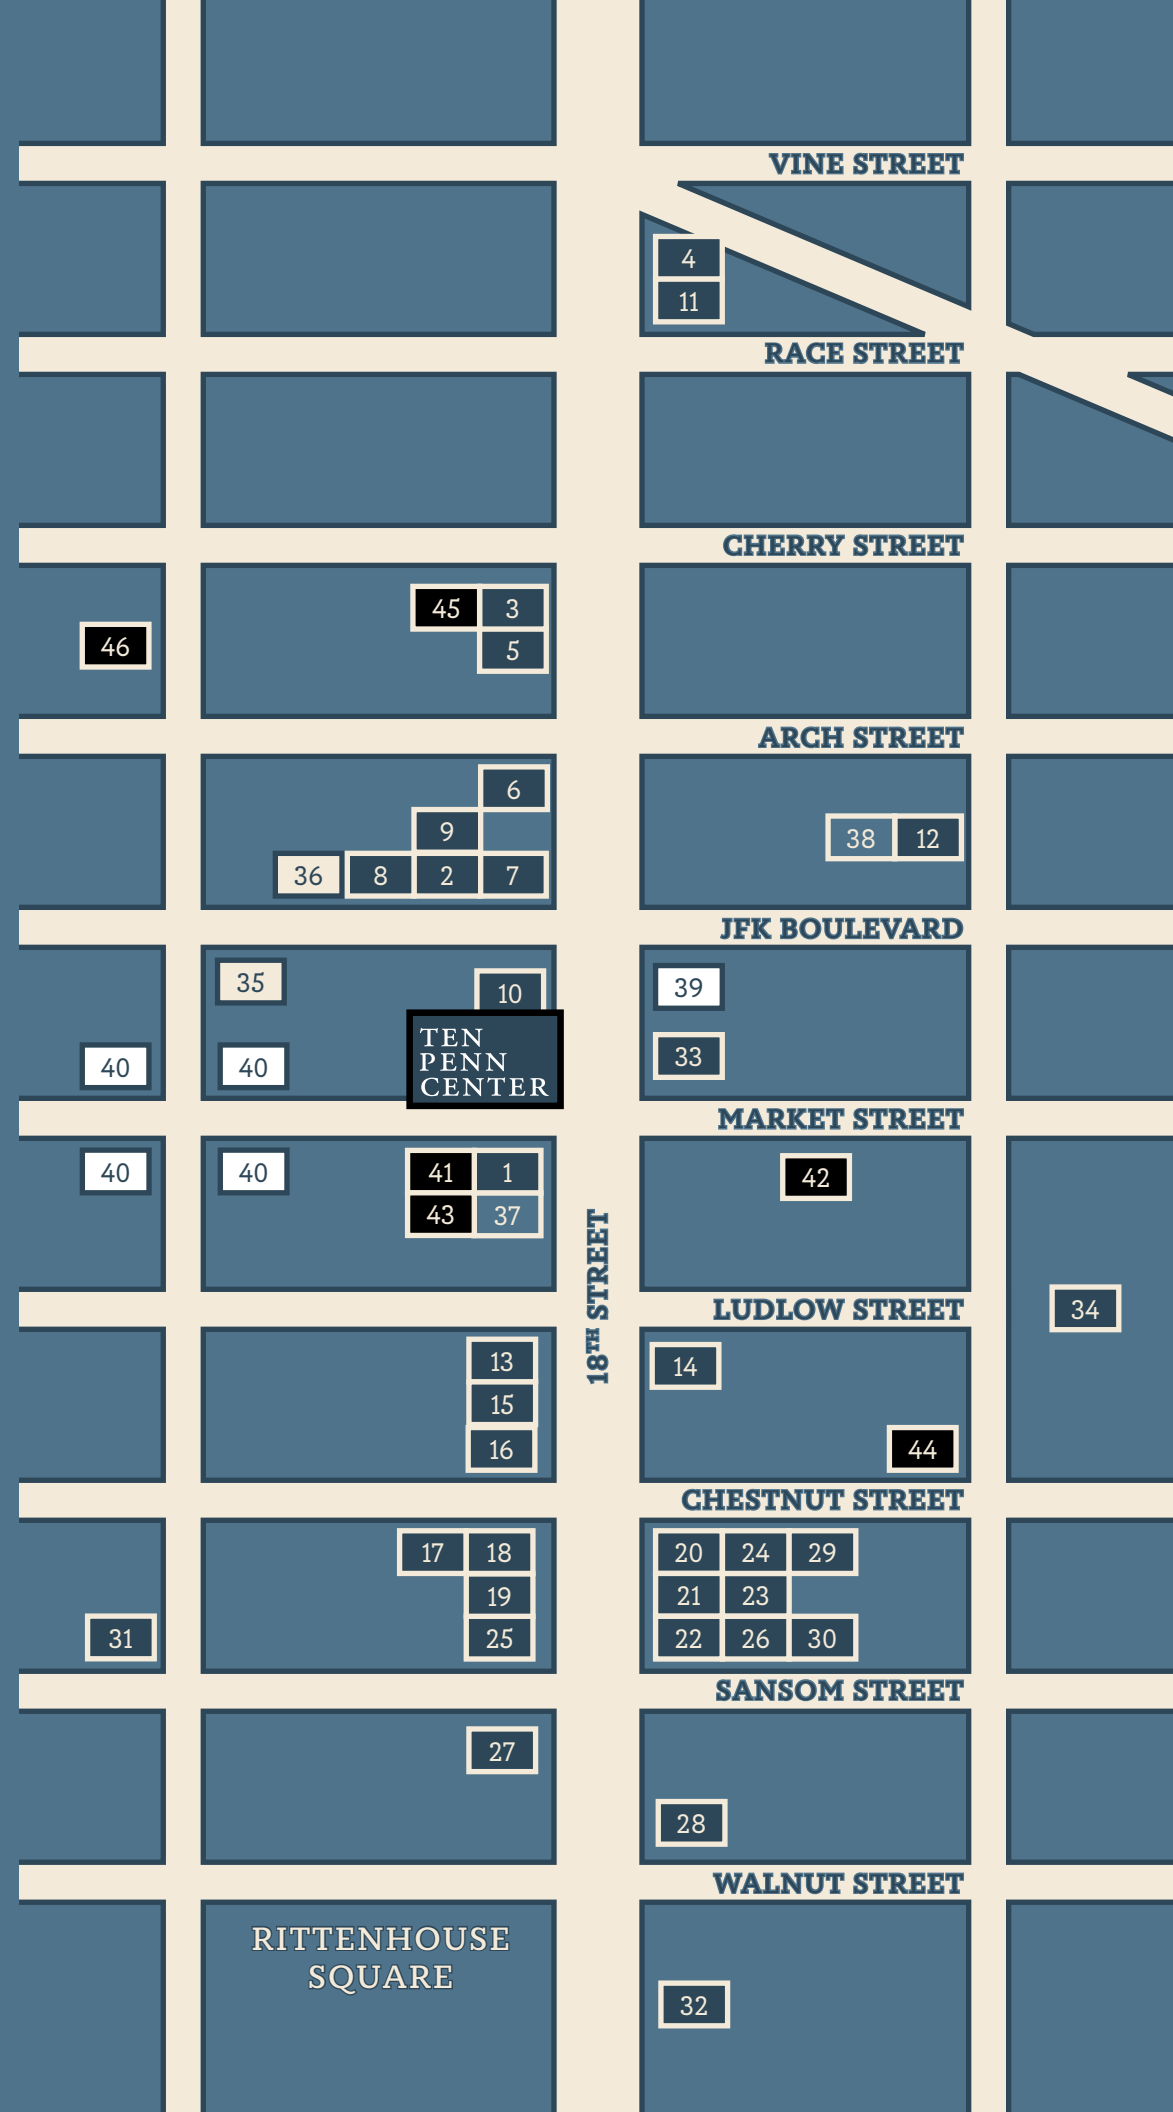 VINE STREET
4
11
RACE STREET
CHERRY STREET
45 3
46
5
ARCH STREET
6
9
38 12
36 8 2 7
JFK BOULEVARD
35
10
39
TEN
PENN
CENTER
33
40 40
MARKET STREET
40 40
41 1
42
43 37
18TH STREET
LUDLOW STREET
34
13
14
15
16
44
CHESTNUT STREET
17 18
20 24 29
19
21 23
31
25
22 26 30
SANSOM STREET
27
28
WALNUT STREET
RITTENHOUSE
SQUARE
32